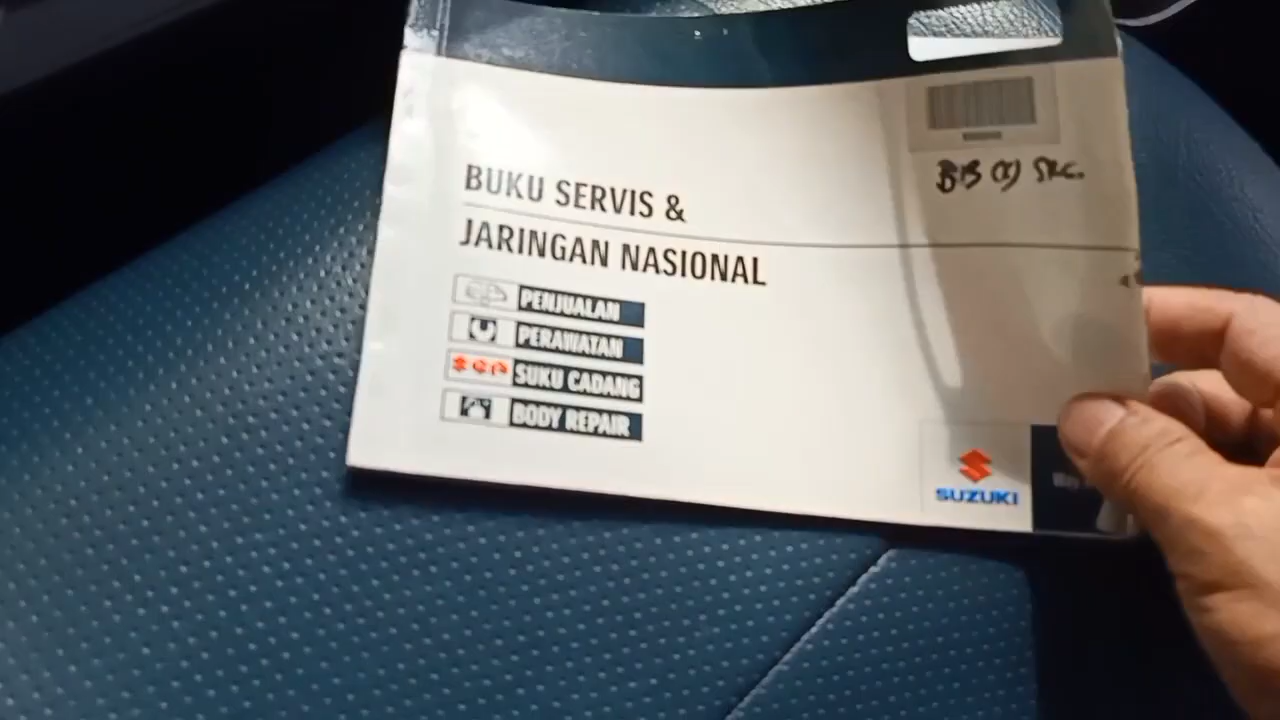 BUKU SERVIS &
JARINGAN NASIONAL
PENJUALAN
PERAWATAN
SUKU CADANG
BODY REPAIR
SUZUKI